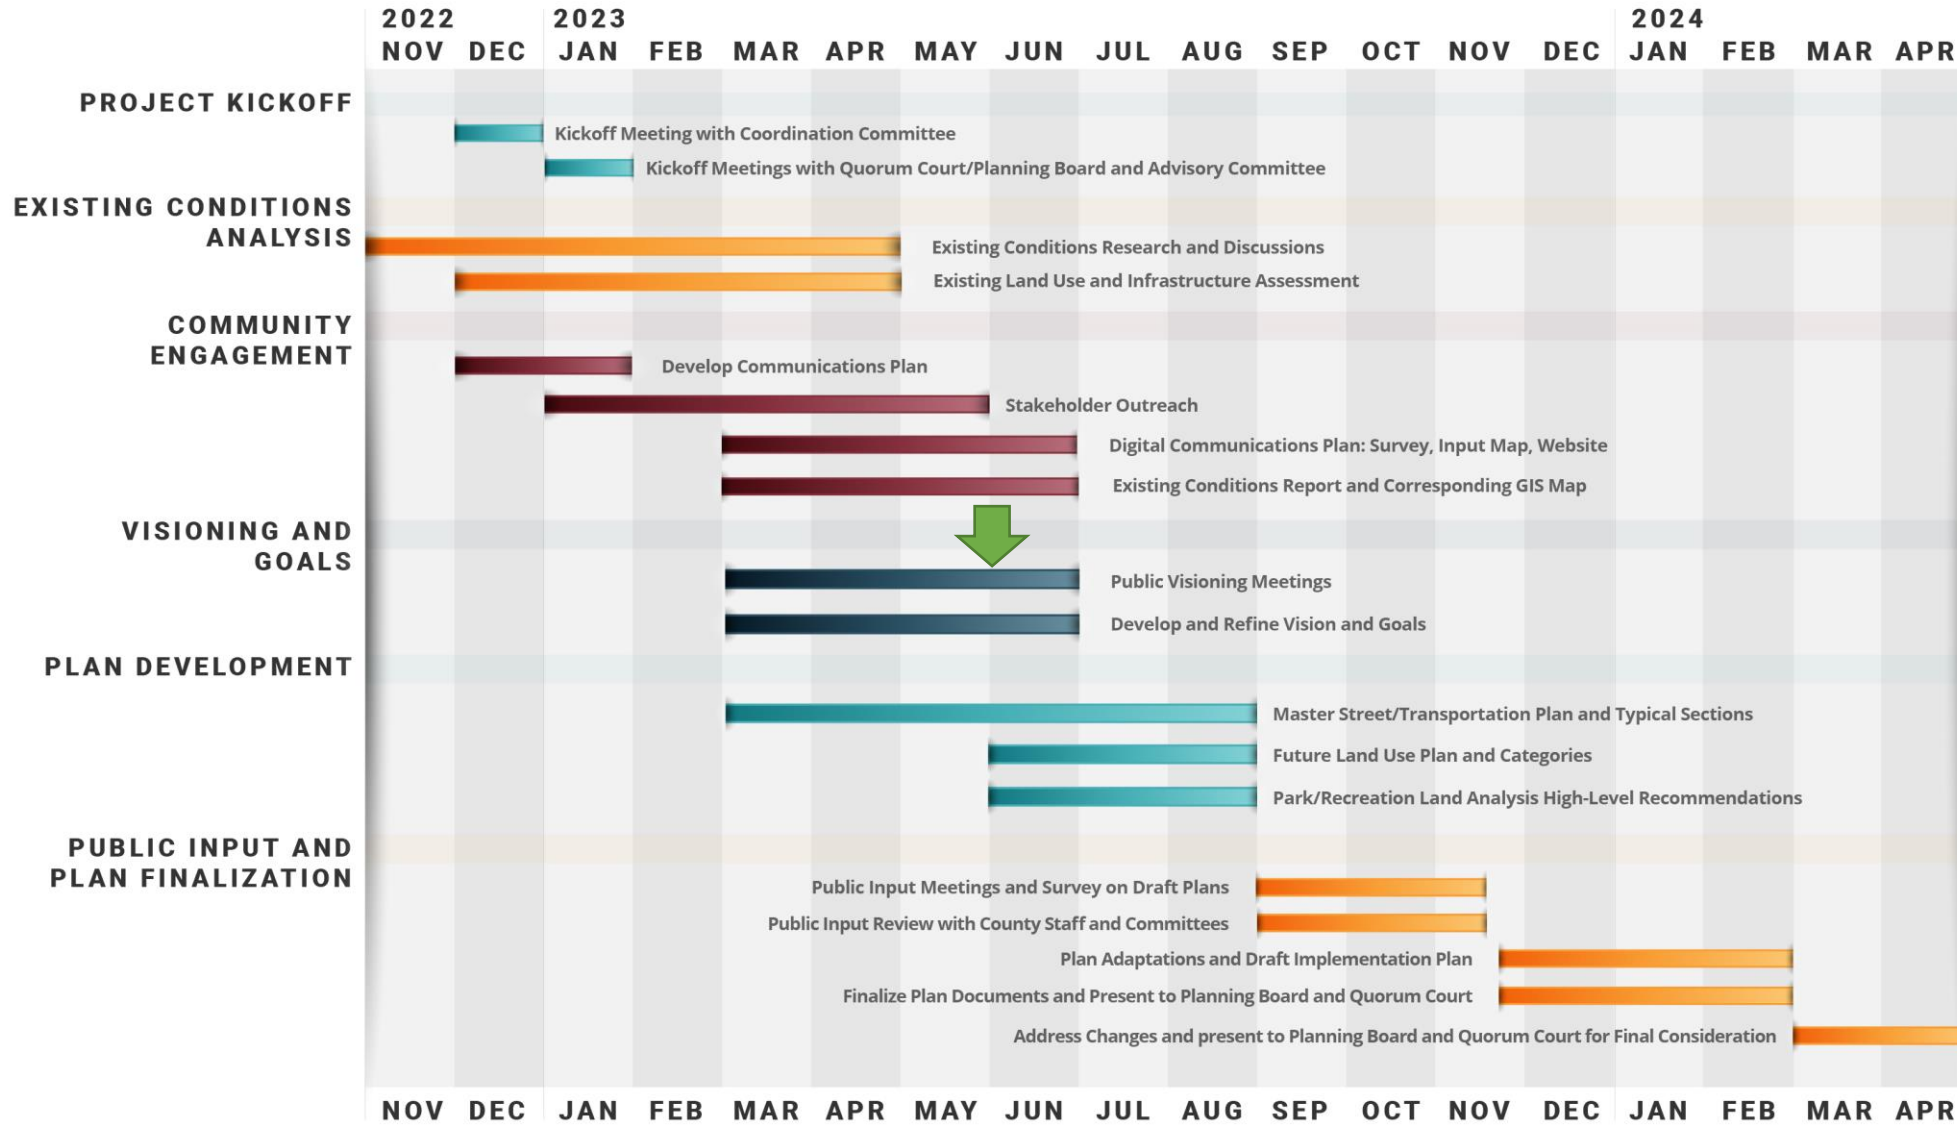 2022 2023 2024
NOV DEC JAN FEB MAR APR MAY JUN JUL AUG SEP OCT NOV DEC JAN FEB MAR APR
PROJECT KICKOFF
Kickoff Meeting with Coordination Committee
Kickoff Meetings with Quorum Court/Planning Board and Advisory Committee
EXISTING CONDITIONS
ANALYSIS
Existing Conditions Research and Discussions
Existing Land Use and Infrastructure Assessment
COMMUNITY
ENGAGEMENT
Develop Communications Plan
Stakeholder Outreach
Digital Communications Plan: Survey, Input Map, Website
Existing Conditions Report and Corresponding GIS Map
VISIONING AND
GOALS
Public Visioning Meetings
Develop and Refine Vision and Goals
PLAN DEVELOPMENT
Master Street/Transportation Plan and Typical Sections
Future Land Use Plan and Categories
Park/Recreation Land Analysis High-Level Recommendations
PUBLIC INPUT AND
PLAN FINALIZATION
Public Input Meetings and Survey on Draft Plans
Public Input Review with County Staff and Committees
Plan Adaptations and Draft Implementation Plan
Finalize Plan Documents and Present to Planning Board and Quorum Court
Address Changes and present to Planning Board and Quorum Court for Final Consideration
NOV DEC JAN FEB MAR APR MAY JUN JUL AUG SEP OCT NOV DEC JAN FEB MAR APR